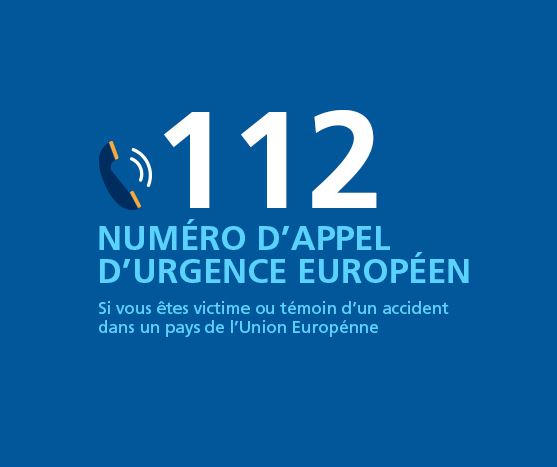 112
NUMÉRO D’APPEL
D’URGENCE EUROPÉEN
Si vous êtes victime ou témoin d’un accident
dans un pays de l’Union Europénne